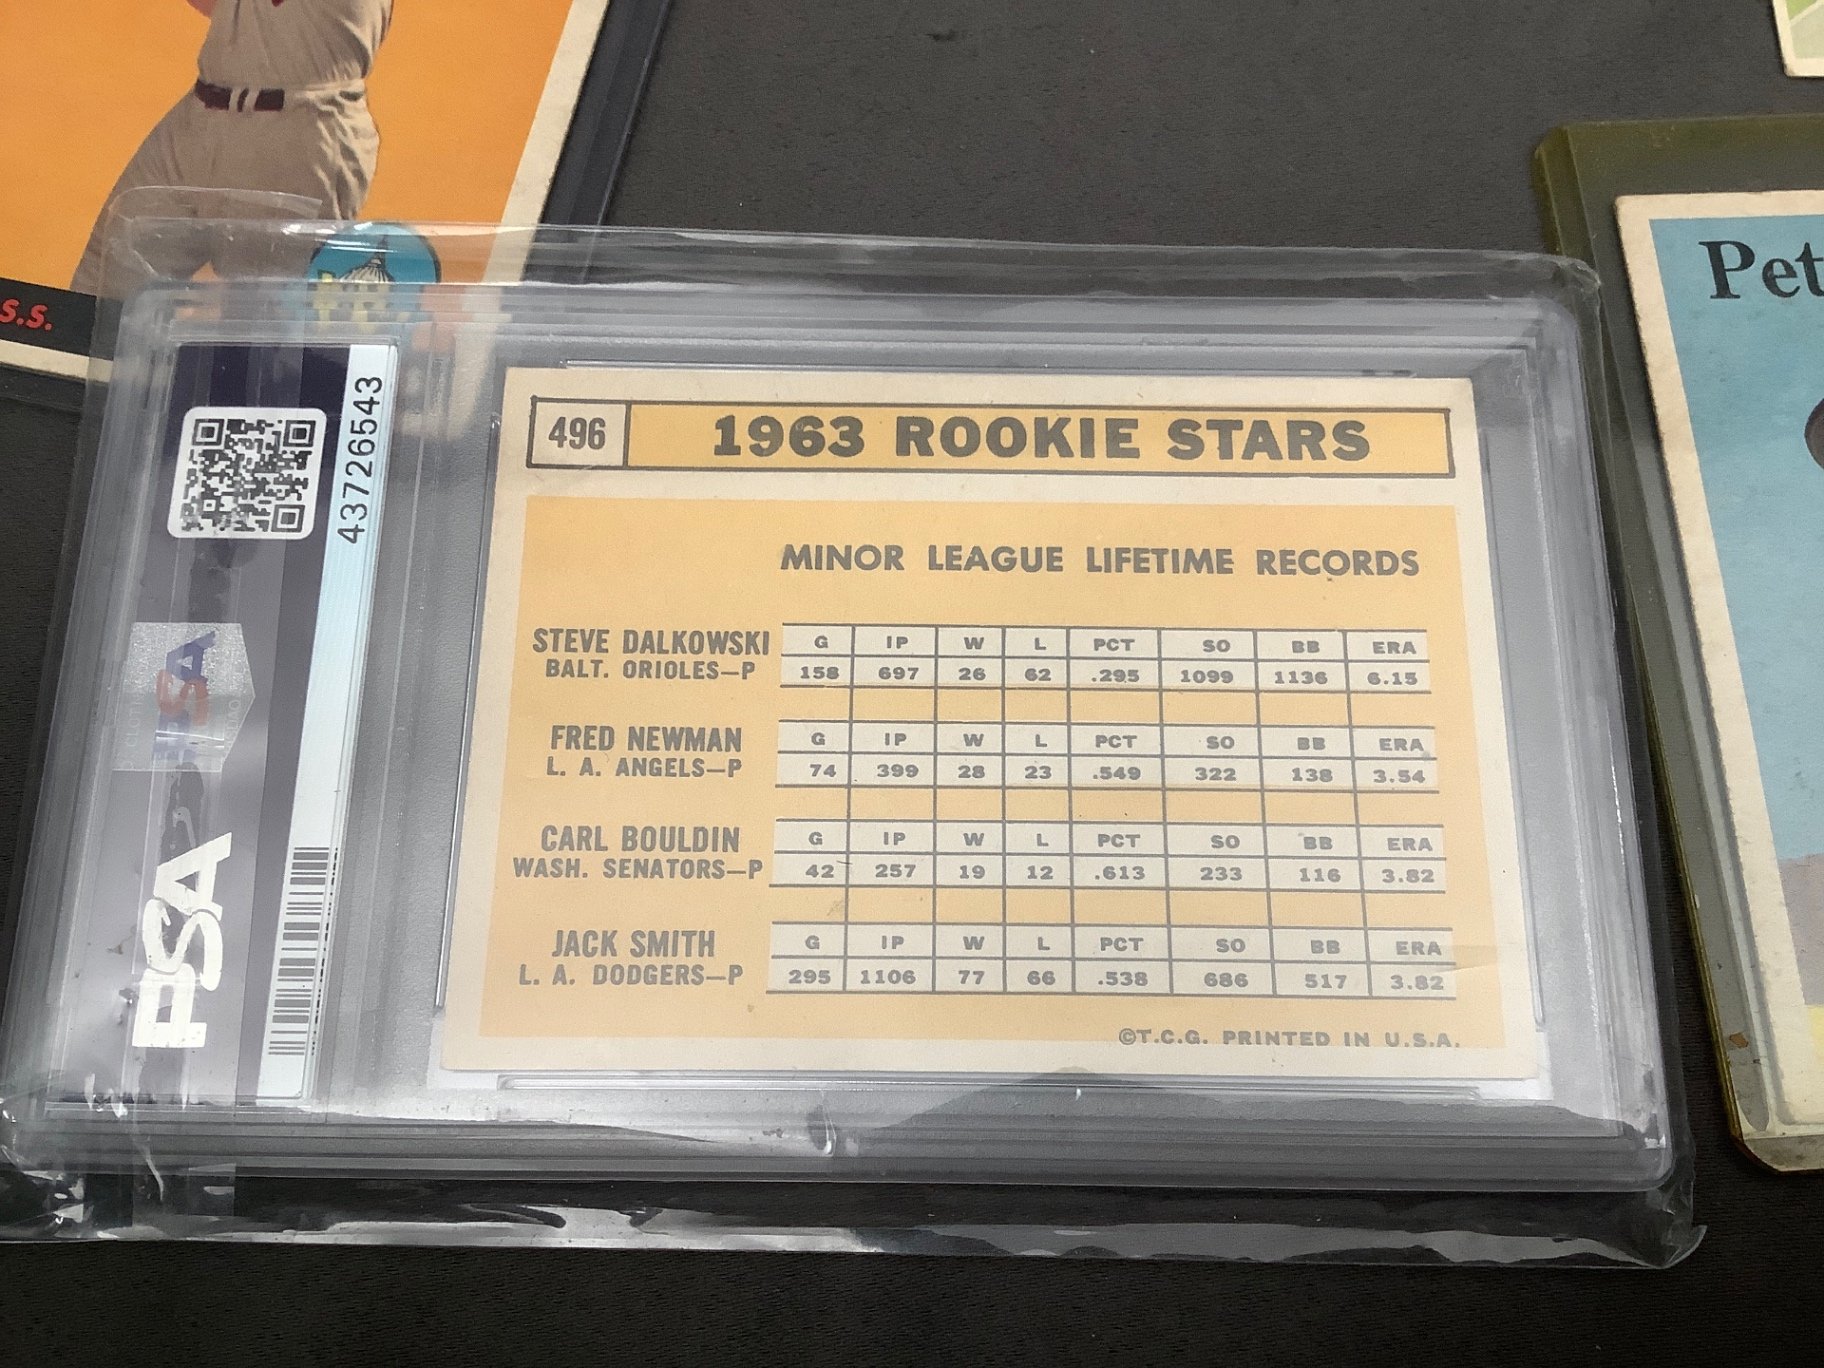 S.S.
Pet
43726543
PSA
PSA
496 1963 ROOKIE STARS
MINOR LEAGUE LIFETIME RECORDS
STEVE DALKOWSKI G IP W L PCT SO BB ERA
BALT. ORIOLES—P 158 697 26 62 .295 1099 1136 6.15
FRED NEWMAN G IP W L PCT SO BB ERA
L. A. ANGELS—P 74 399 28 23 .549 322 138 3.54
CARL BOULDIN G IP W L PCT SO BB ERA
WASH. SENATORS—P 42 257 19 12 .613 233 116 3.82
JACK SMITH G IP W L PCT SO BB ERA
L. A. DODGERS—P 295 1106 77 66 .538 686 517 3.82
©T.C.G. PRINTED IN U.S.A.